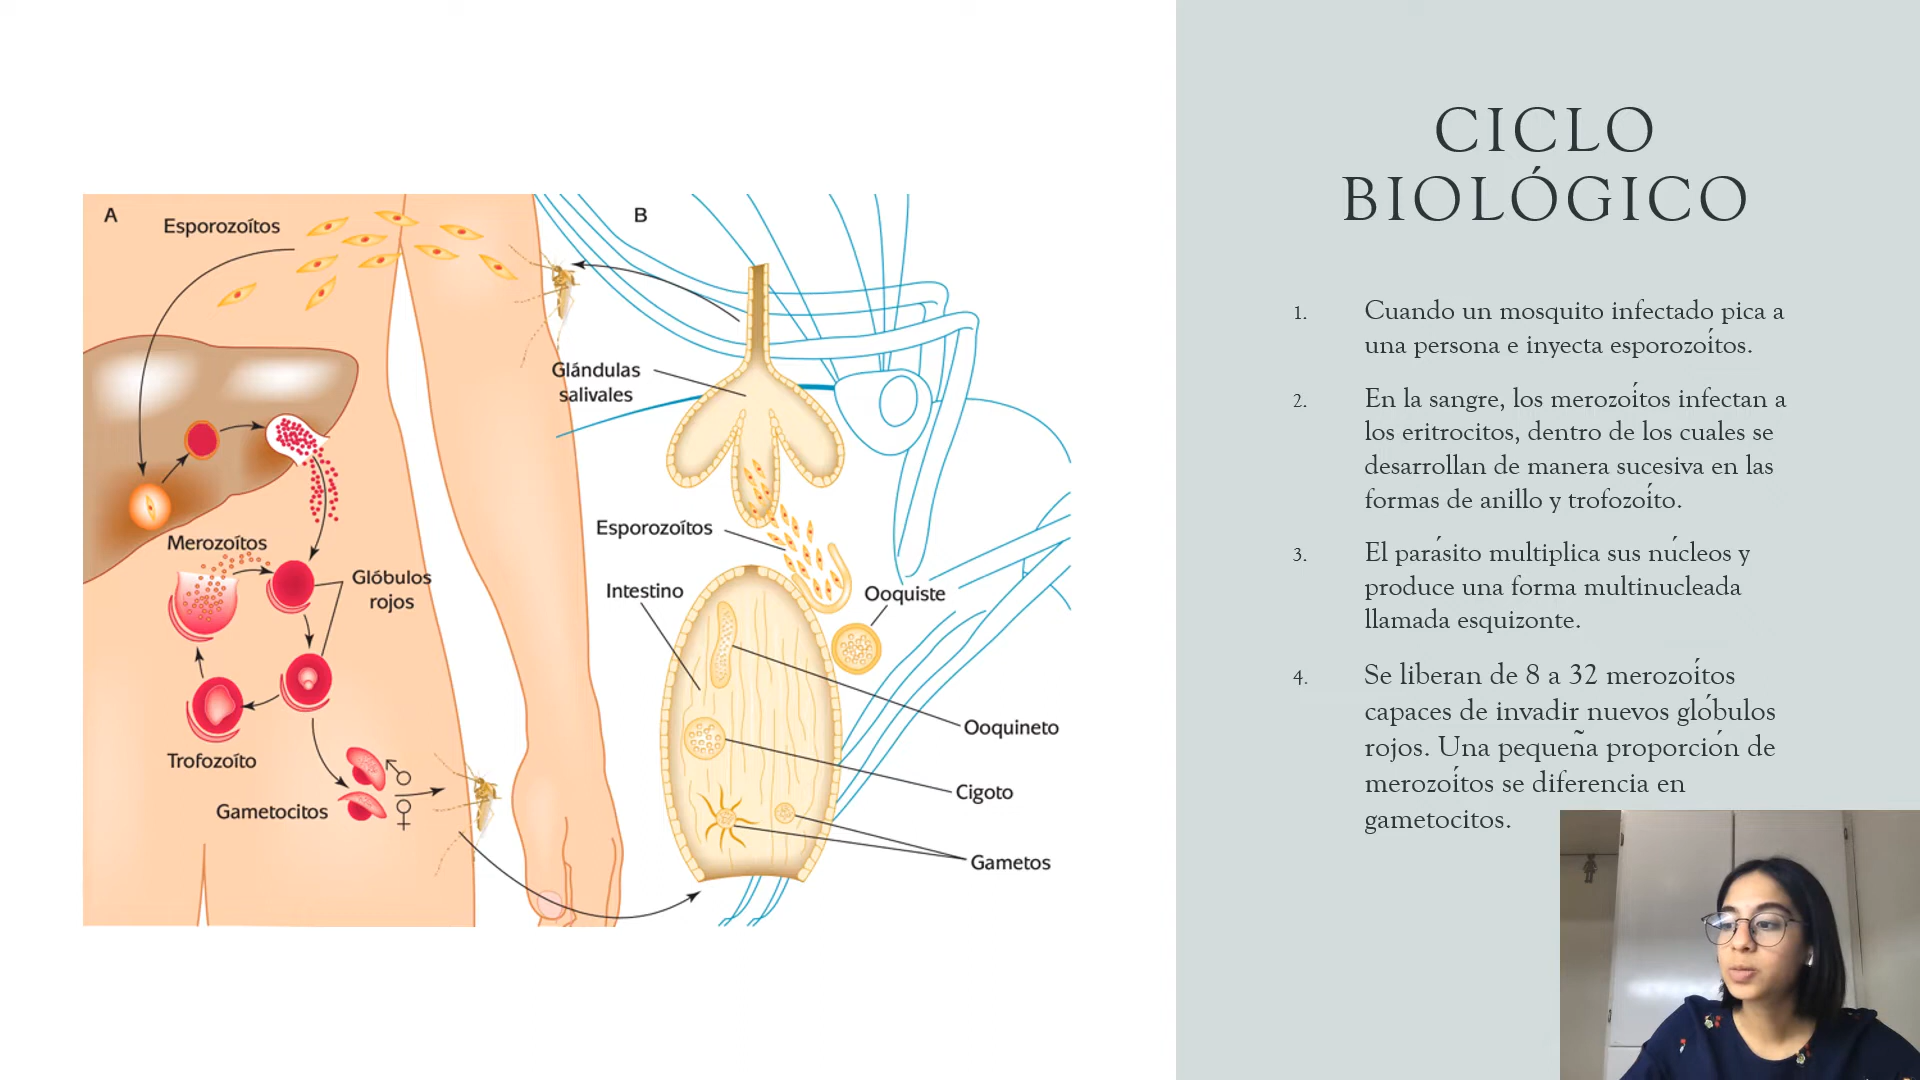 A
Esporozoítos
Merozoítos
Glóbulos
rojos
Trofozoíto
Gametocitos
B
Glándulas
salivales
Esporozoítos
Intestino
Ooquiste
Ooquineto
Cigoto
Gametos
CICLO
BIOLÓGICO
1. Cuando un mosquito infectado pica a
una persona e inyecta esporozoítos.
2. En la sangre, los merozoítos infectan a
los eritrocitos, dentro de los cuales se
desarrollan de manera sucesiva en las
formas de anillo y trofozoíto.
3. El parásito multiplica sus núcleos y
produce una forma multinucleada
llamada esquizonte.
4. Se liberan de 8 a 32 merozoítos
capaces de invadir nuevos glóbulos
rojos. Una pequeña proporción de
merozoítos se diferencia en
gametocitos.